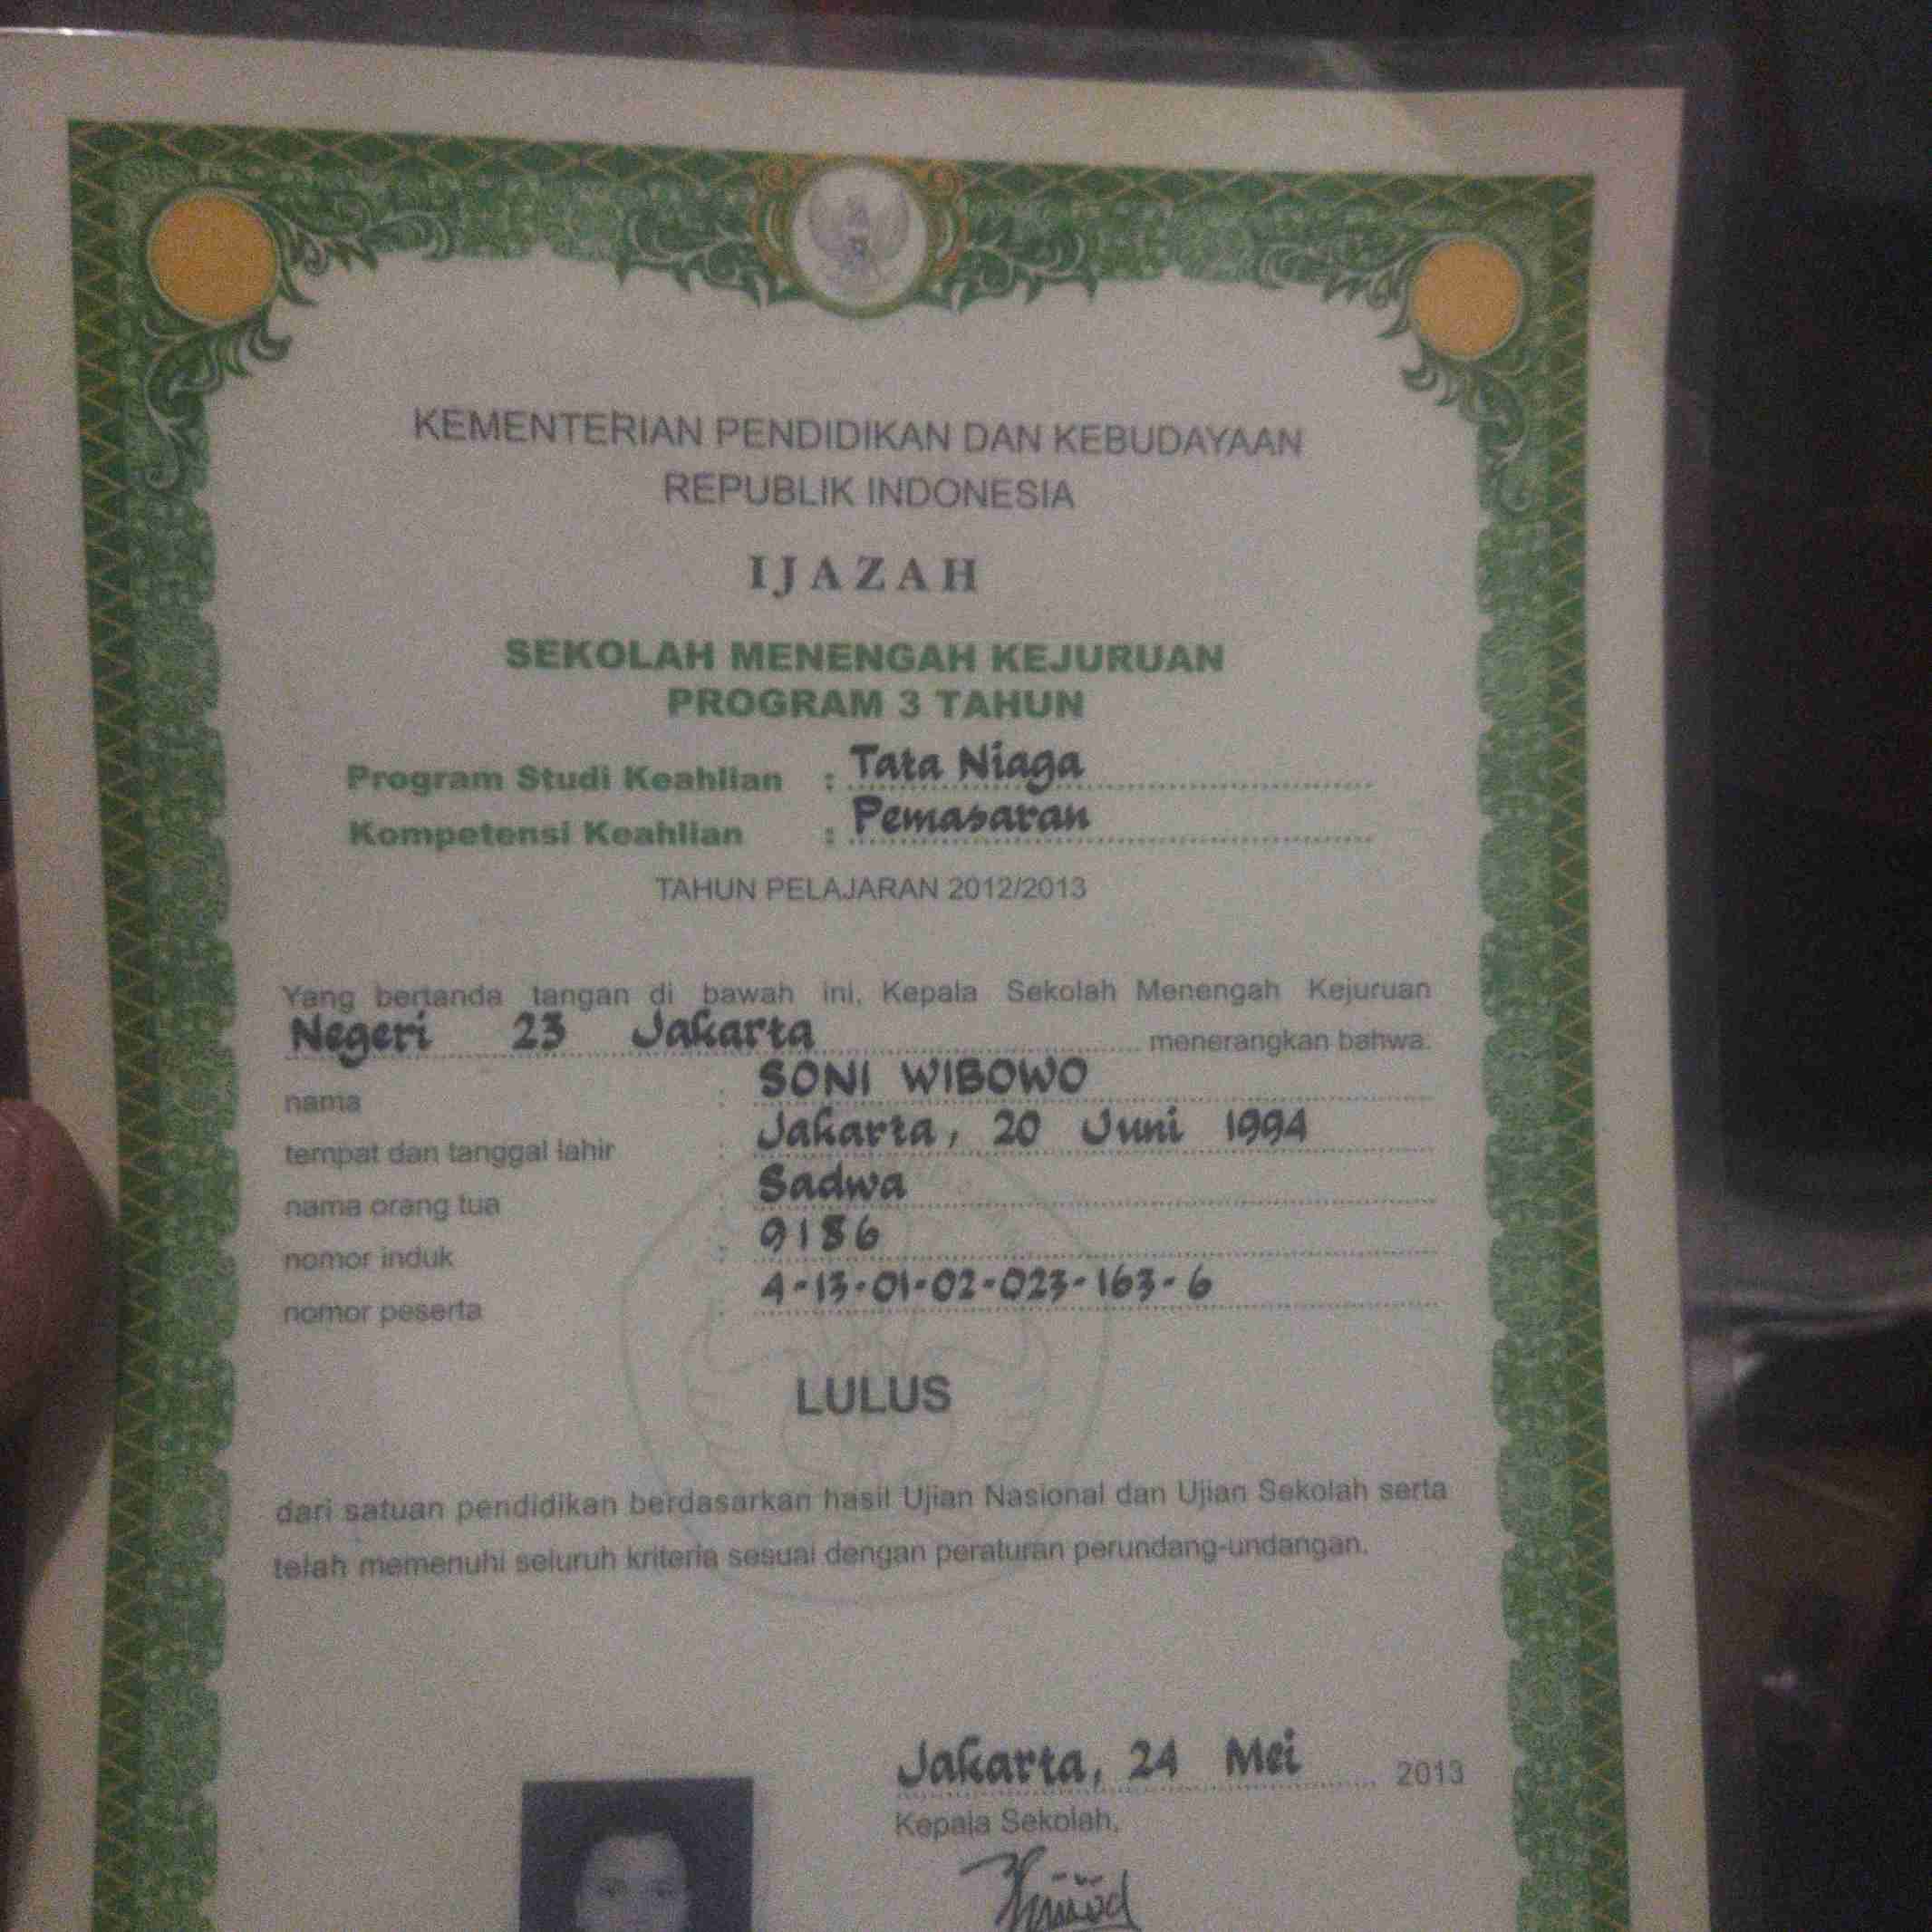 KEMENTERIAN PENDIDIKAN DAN KEBUDAYAAN
REPUBLIK INDONESIA
IJAZAH
SEKOLAH MENENGAH KEJURUAN
PROGRAM 3 TAHUN
Program Studi Keahlian : Tata Niaga
Kompetensi Keahlian : Pemasaran
TAHUN PELAJARAN 2012/2013
Yang bertanda tangan di bawah ini, Kepala Sekolah Menengah Kejuruan
Negeri 23 Jakarta menerangkan bahwa:
nama : SONI WIBOWO
tempat dan tanggal lahir : Jakarta, 20 Juni 1994
nama orang tua : Sadwa
nomor induk : 9186
nomor peserta : 4-13-01-02-023-163-6
LULUS
dari satuan pendidikan berdasarkan hasil Ujian Nasional dan Ujian Sekolah serta
telah memenuhi seluruh kriteria sesuai dengan peraturan perundang-undangan.
Jakarta, 24 Mei 2013
Kepala Sekolah,